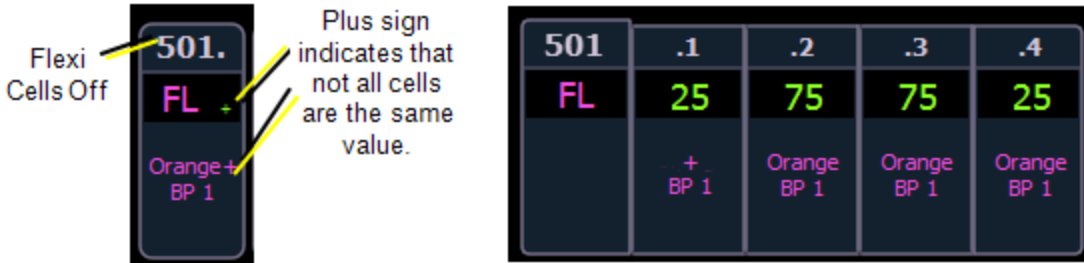 Flexi
Cells Off
501.
FL +
Orange+
BP 1
Plus sign
indicates that
not all cells
are the same
value.
501 .1 .2 .3 .4
FL 25 75 75 25
+ Orange Orange Orange
BP 1 BP 1 BP 1 BP 1